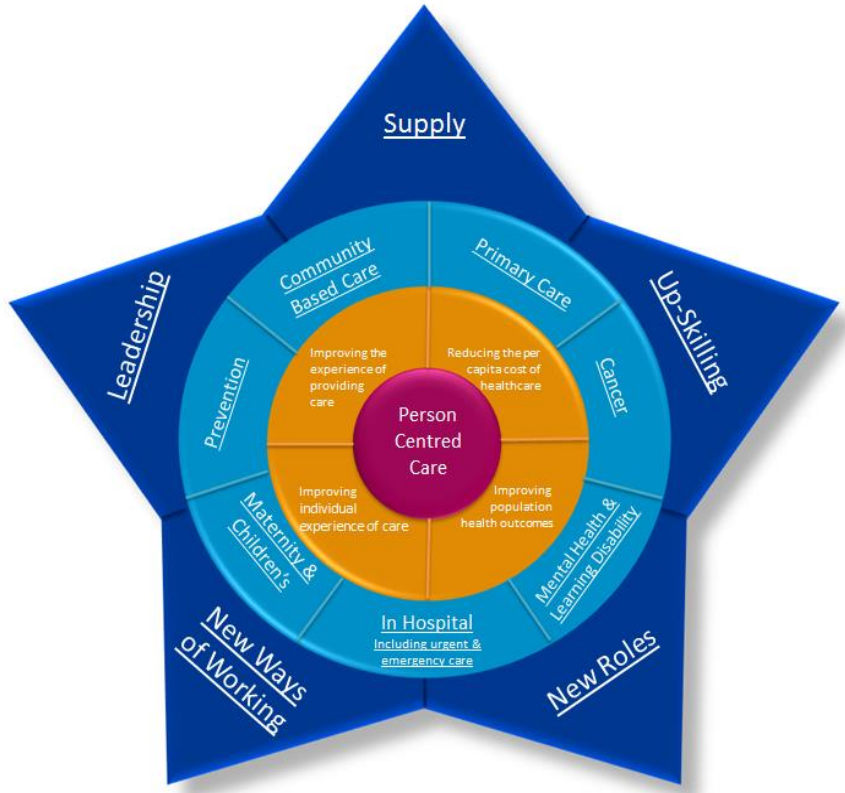 Supply
Leadership
Up-Skilling
Community
Based Care
Primary Care
Prevention
Cancer
Improving the
experience of
providing
care
Reducing the per
capita cost of
healthcare
Person
Centred
Care
Improving
individual
experience of care
Improving
population
health outcomes
Maternity &
Children's
Mental Health &
Learning Disability
In Hospital
Including urgent &
emergency care
New Ways
of Working
New Roles